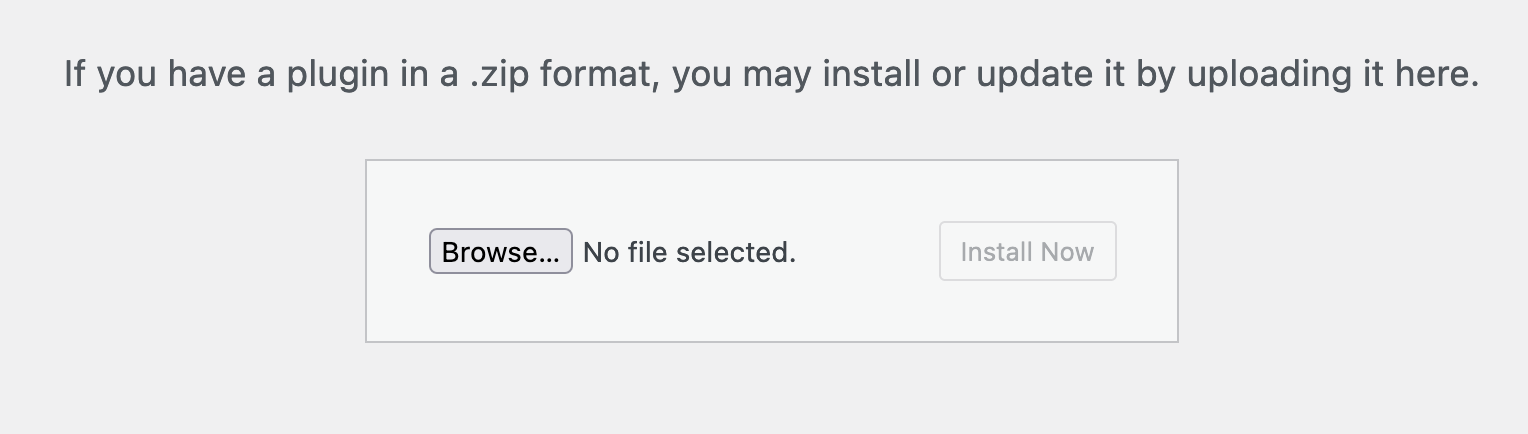 If you have a plugin in a .zip format, you may install or update it by uploading it here.
Browse... No file selected. Install Now